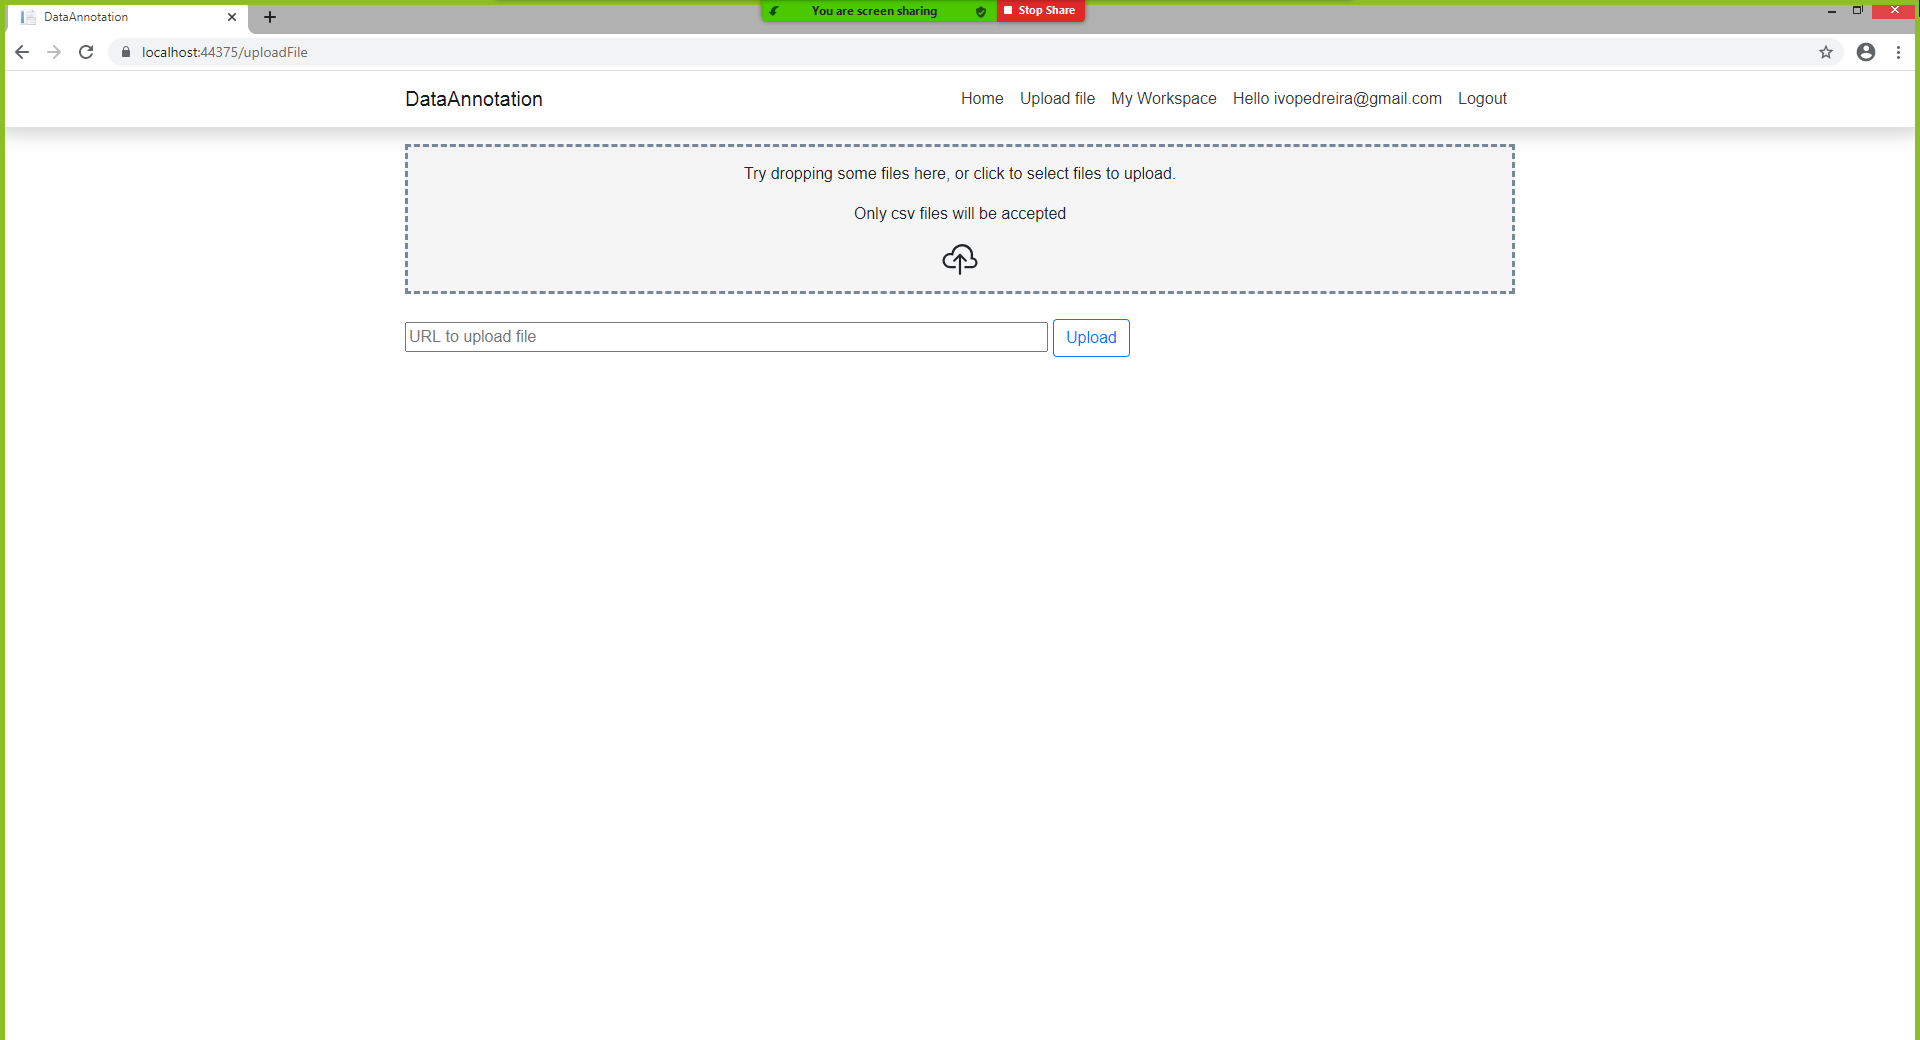 DataAnnotation
You are screen sharing
Stop Share
localhost:44375/uploadFile
DataAnnotation
Home Upload file My Workspace Hello ivopedreira@gmail.com Logout
Try dropping some files here, or click to select files to upload.
Only csv files will be accepted
URL to upload file
Upload